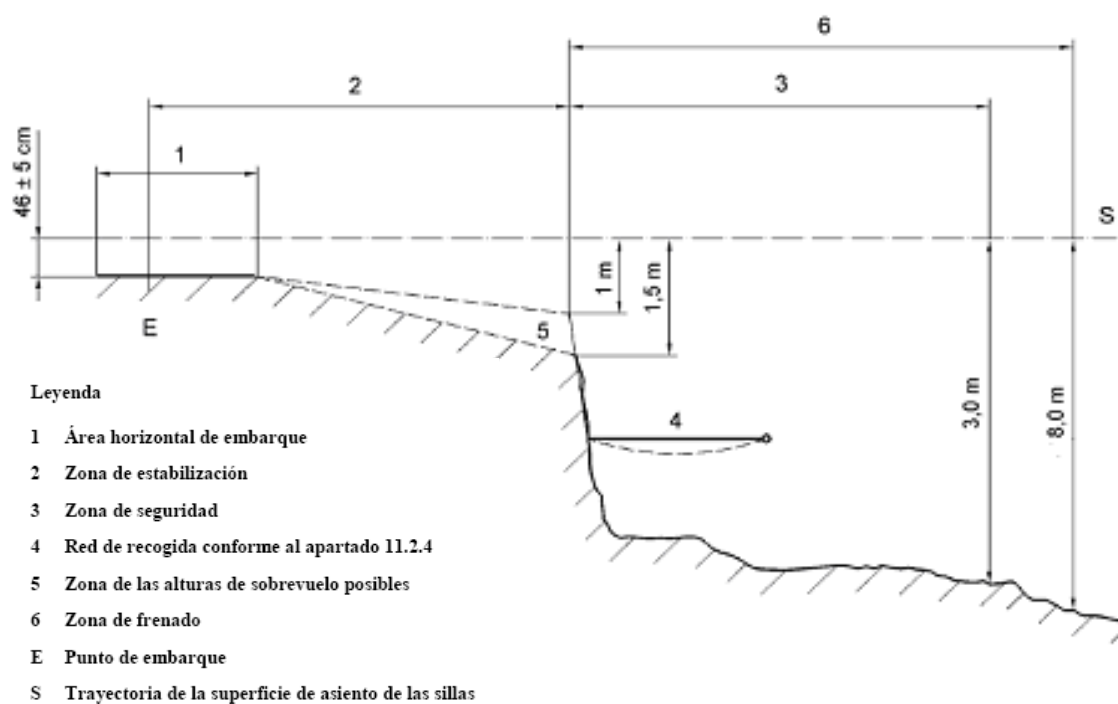 6
2
3
46 ± 5 cm
1
S
1 m
1,5 m
E
5
3,0 m
8,0 m
4
Leyenda
1 Área horizontal de embarque
2 Zona de estabilización
3 Zona de seguridad
4 Red de recogida conforme al apartado 11.2.4
5 Zona de las alturas de sobrevuelo posibles
6 Zona de frenado
E Punto de embarque
S Trayectoria de la superficie de asiento de las sillas